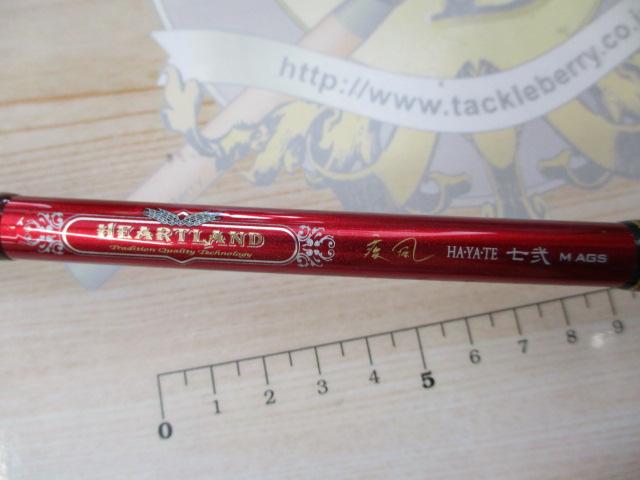 http://www.tackleberry.co.j
HEARTLAND
Tradition Quality Technology
疾風 HA-YA-TE 七弐 M AGS
0 1 2 3 4 5 6 7 8 9